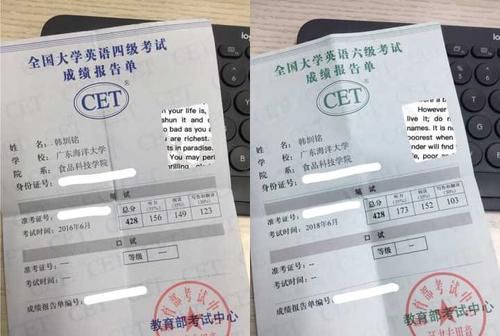 全国大学英语四级考试
成绩报告单
CET
®
n your life is,
shun it and c
o bad as you a
are richest.
ts in paradise.
You may per
姓 名： 韩圳铭
学 校： 广东海洋大学
院 系： 食品科技学院
身份证号：
笔 试
准考证号：
考试时间： 2016年6月
总分 听力 (35%) 阅读 (35%) 写作和翻译 (30%)
428 156 149 123
口 试
准考证号： —
考试时间： —
等级 —
成绩报告单编号：
教育部考试中心
全国大学英语六级考试
成绩报告单
CET
®
However
live it; do r
names. It is no
poorest when
nder will find
fe, poor
姓 名： 韩圳铭
学 校： 广东海洋大学
院 系： 食品科技学院
身份证号：
笔 试
准考证号：
考试时间： 2018年6月
总分 听力 (35%) 阅读 (35%) 写作和翻译 (30%)
428 173 152 103
口 试
准考证号： —
考试时间： —
等级 —
成绩报告单编号：
教育部考试中心